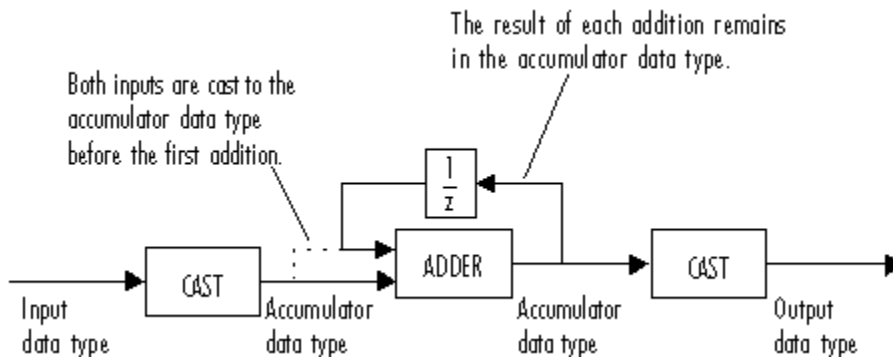 The result of each addition remains
in the accumulator data type.
Both inputs are cast to the
accumulator data type
before the first addition.
1
z
CAST
ADDER
CAST
Input
data type
Accumulator
data type
Accumulator
data type
Output
data type